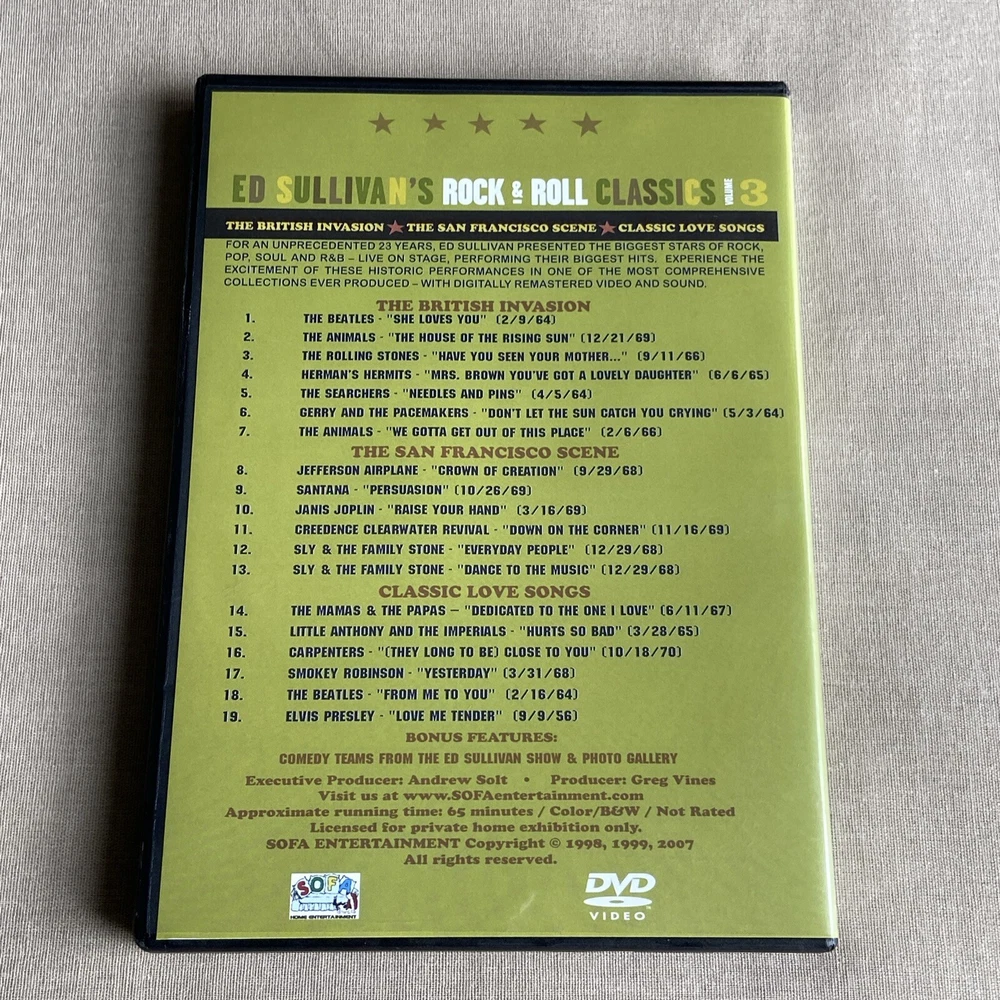 ED SULLIVAN'S ROCK & ROLL CLASSICS VOLUME 3
THE BRITISH INVASION ★ THE SAN FRANCISCO SCENE ★ CLASSIC LOVE SONGS
FOR AN UNPRECEDENTED 23 YEARS, ED SULLIVAN PRESENTED THE BIGGEST STARS OF ROCK,
POP, SOUL AND R&B – LIVE ON STAGE, PERFORMING THEIR BIGGEST HITS. EXPERIENCE THE
EXCITEMENT OF THESE HISTORIC PERFORMANCES IN ONE OF THE MOST COMPREHENSIVE
COLLECTIONS EVER PRODUCED – WITH DIGITALLY REMASTERED VIDEO AND SOUND.
THE BRITISH INVASION
1. THE BEATLES - "SHE LOVES YOU" (2/9/64)
2. THE ANIMALS - "THE HOUSE OF THE RISING SUN" (12/21/69)
3. THE ROLLING STONES - "HAVE YOU SEEN YOUR MOTHER..." (9/11/66)
4. HERMAN'S HERMITS - "MRS. BROWN YOU'VE GOT A LOVELY DAUGHTER" (6/6/65)
5. THE SEARCHERS - "NEEDLES AND PINS" (4/5/64)
6. GERRY AND THE PACEMAKERS - "DON'T LET THE SUN CATCH YOU CRYING" (5/3/64)
7. THE ANIMALS - "WE GOTTA GET OUT OF THIS PLACE" (2/6/66)
THE SAN FRANCISCO SCENE
8. JEFFERSON AIRPLANE - "CROWN OF CREATION" (9/29/68)
9. SANTANA - "PERSUASION" (10/26/69)
10. JANIS JOPLIN - "RAISE YOUR HAND" (3/16/69)
11. CREEDENCE CLEARWATER REVIVAL - "DOWN ON THE CORNER" (11/16/69)
12. SLY & THE FAMILY STONE - "EVERYDAY PEOPLE" (12/29/68)
13. SLY & THE FAMILY STONE - "DANCE TO THE MUSIC" (12/29/68)
CLASSIC LOVE SONGS
14. THE MAMAS & THE PAPAS – "DEDICATED TO THE ONE I LOVE" (6/11/67)
15. LITTLE ANTHONY AND THE IMPERIALS - "HURTS SO BAD" (3/28/65)
16. CARPENTERS - "(THEY LONG TO BE) CLOSE TO YOU" (10/18/70)
17. SMOKEY ROBINSON - "YESTERDAY" (3/31/68)
18. THE BEATLES - "FROM ME TO YOU" (2/16/64)
19. ELVIS PRESLEY - "LOVE ME TENDER" (9/9/56)
BONUS FEATURES:
COMEDY TEAMS FROM THE ED SULLIVAN SHOW & PHOTO GALLERY
Executive Producer: Andrew Solt • Producer: Greg Vines
Visit us at www.SOFAentertainment.com
Approximate running time: 65 minutes / Color/B&W / Not Rated
Licensed for private home exhibition only.
SOFA ENTERTAINMENT Copyright © 1998, 1999, 2007
All rights reserved.
SOFA
HOME ENTERTAINMENT
DVD
VIDEO™